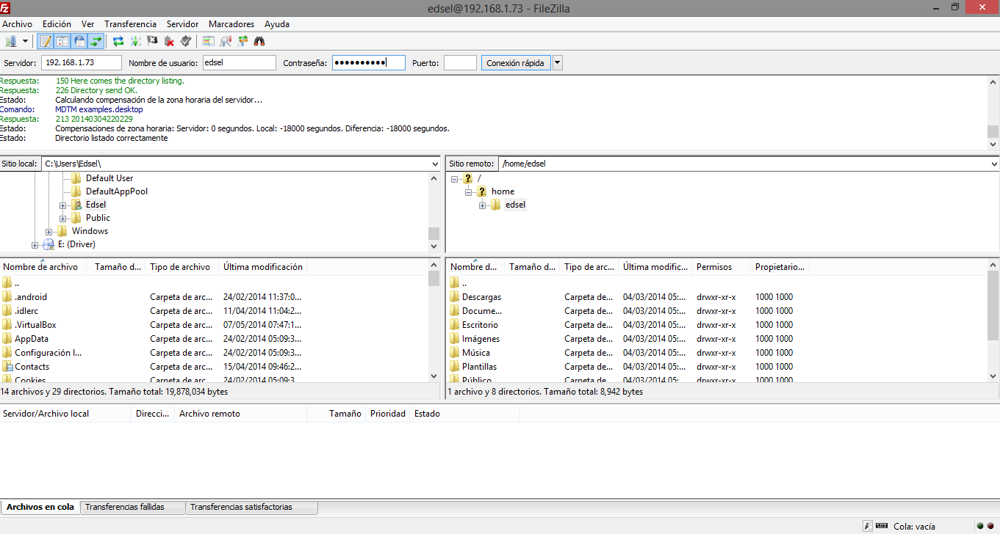 edsel@192.168.1.73 - FileZilla
Archivo Edición Ver Transferencia Servidor Marcadores Ayuda
Servidor: 192.168.1.73 Nombre de usuario: edsel Contraseña: ●●●●●●●●●● Puerto: Conexión rápida
Respuesta: 150 Here comes the directory listing.
Respuesta: 226 Directory send OK.
Estado: Calculando compensación de la zona horaria del servidor...
Comando: MDTM examples.desktop
Respuesta: 213 20140304220229
Estado: Compensaciones de zona horaria: Servidor: 0 segundos. Local: -18000 segundos. Diferencia: -18000 segundos.
Estado: Directorio listado correctamente
Sitio local: C:\Users\Edsel\
Default User
DefaultAppPool
Edsel
Public
Windows
E: (Driver)
Sitio remoto: /home/edsel
/
home
edsel
Nombre de archivo Tamaño d... Tipo de archivo Última modificación
..
.android Carpeta de arc... 24/02/2014 11:37:0...
.idlerc Carpeta de arc... 11/04/2014 11:04:2...
.VirtualBox Carpeta de arc... 07/05/2014 07:47:1...
AppData Carpeta de arc... 24/02/2014 05:09:3...
Configuración l... Carpeta de arc... 24/02/2014 05:09:3...
Contacts Carpeta de arc... 15/04/2014 09:46:2...
Cookies Carpeta de arc... 24/02/2014 05:09:3...
14 archivos y 29 directorios. Tamaño total: 19,878,034 bytes
Nombre d... Tamaño d... Tipo de arc... Última modific... Permisos Propietario...
..
Descargas Carpeta de... 04/03/2014 05:... drwxr-xr-x 1000 1000
Docume... Carpeta de... 04/03/2014 05:... drwxr-xr-x 1000 1000
Escritorio Carpeta de... 04/03/2014 05:... drwxr-xr-x 1000 1000
Imágenes Carpeta de... 04/03/2014 05:... drwxr-xr-x 1000 1000
Música Carpeta de... 04/03/2014 05:... drwxr-xr-x 1000 1000
Plantillas Carpeta de... 04/03/2014 05:... drwxr-xr-x 1000 1000
Público Carpeta de... 04/03/2014 05:... drwxr-xr-x 1000 1000
1 archivo y 8 directorios. Tamaño total: 8,942 bytes
Servidor/Archivo local Direcci... Archivo remoto Tamaño Prioridad Estado
Archivos en cola Transferencias fallidas Transferencias satisfactorias
Cola: vacía